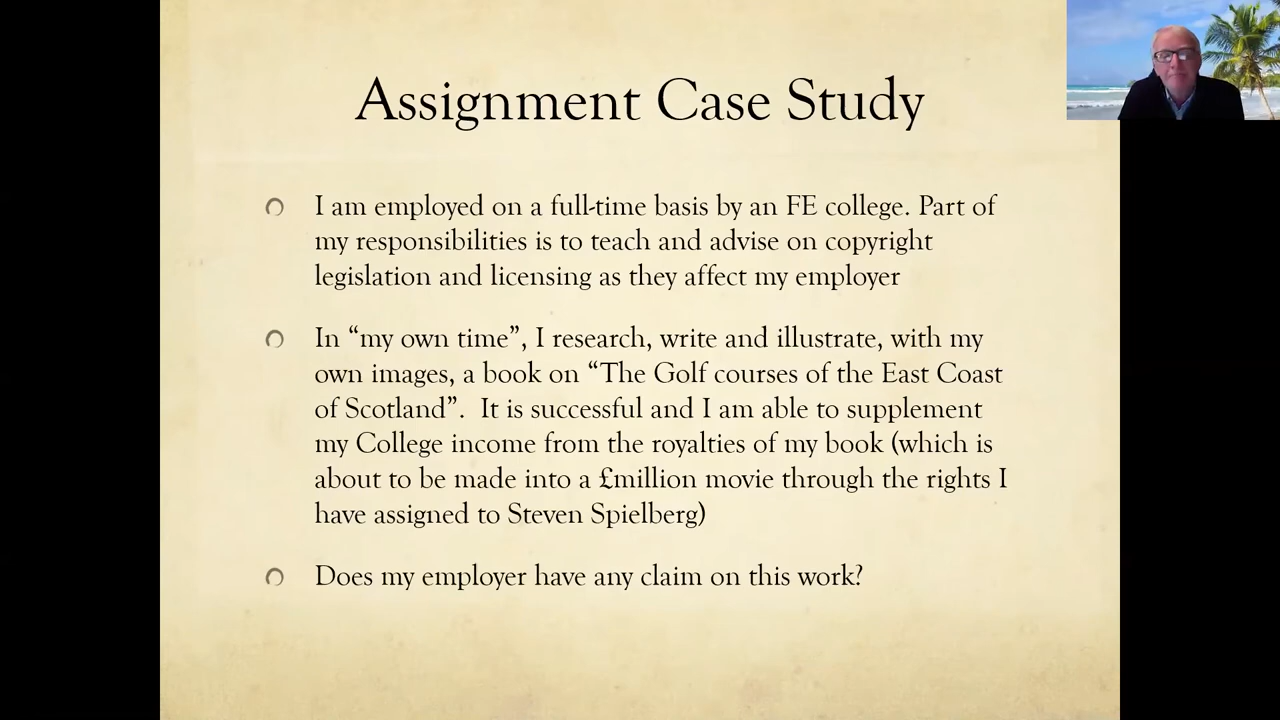 Assignment Case Study
I am employed on a full-time basis by an FE college. Part of
my responsibilities is to teach and advise on copyright
legislation and licensing as they affect my employer
In “my own time”, I research, write and illustrate, with my
own images, a book on “The Golf courses of the East Coast
of Scotland”.  It is successful and I am able to supplement
my College income from the royalties of my book (which is
about to be made into a £million movie through the rights I
have assigned to Steven Spielberg)
Does my employer have any claim on this work?